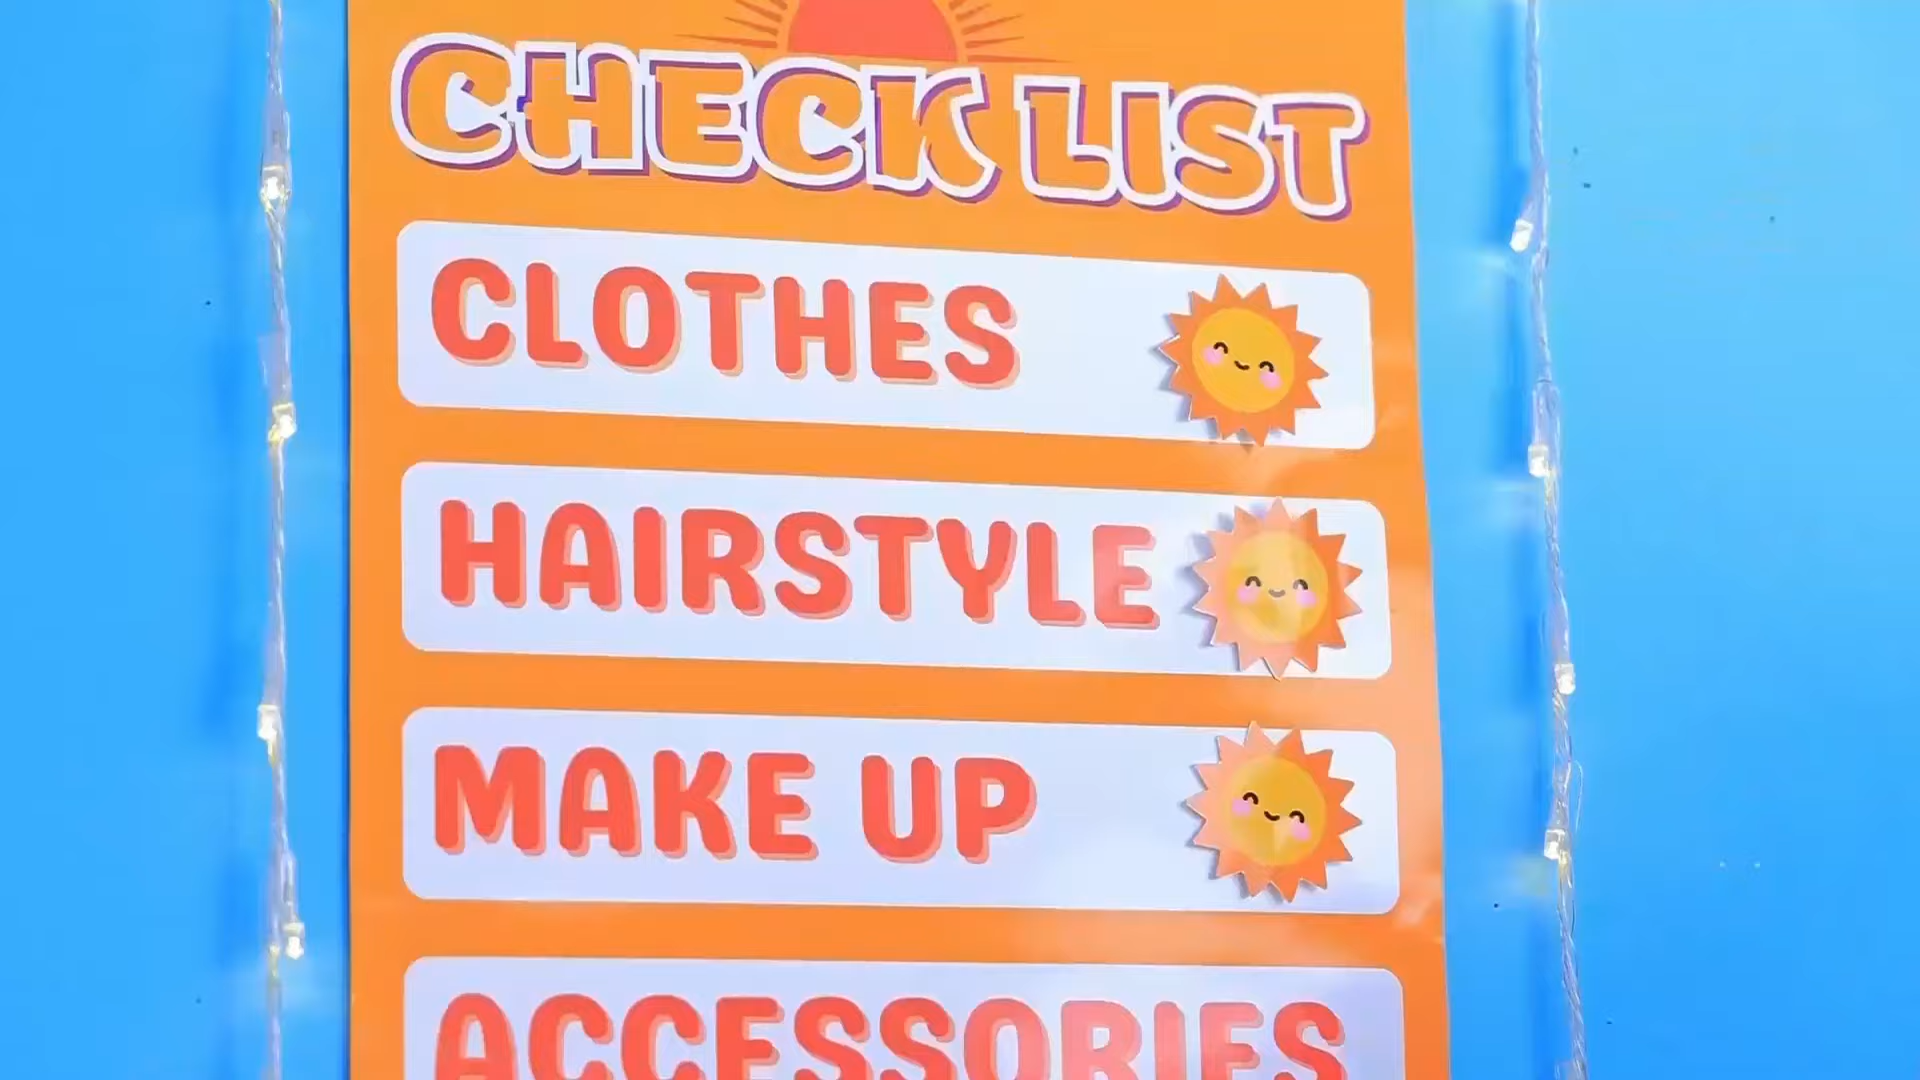 CHECK LIST
CLOTHES
HAIRSTYLE
MAKE UP
ACCESSORIES